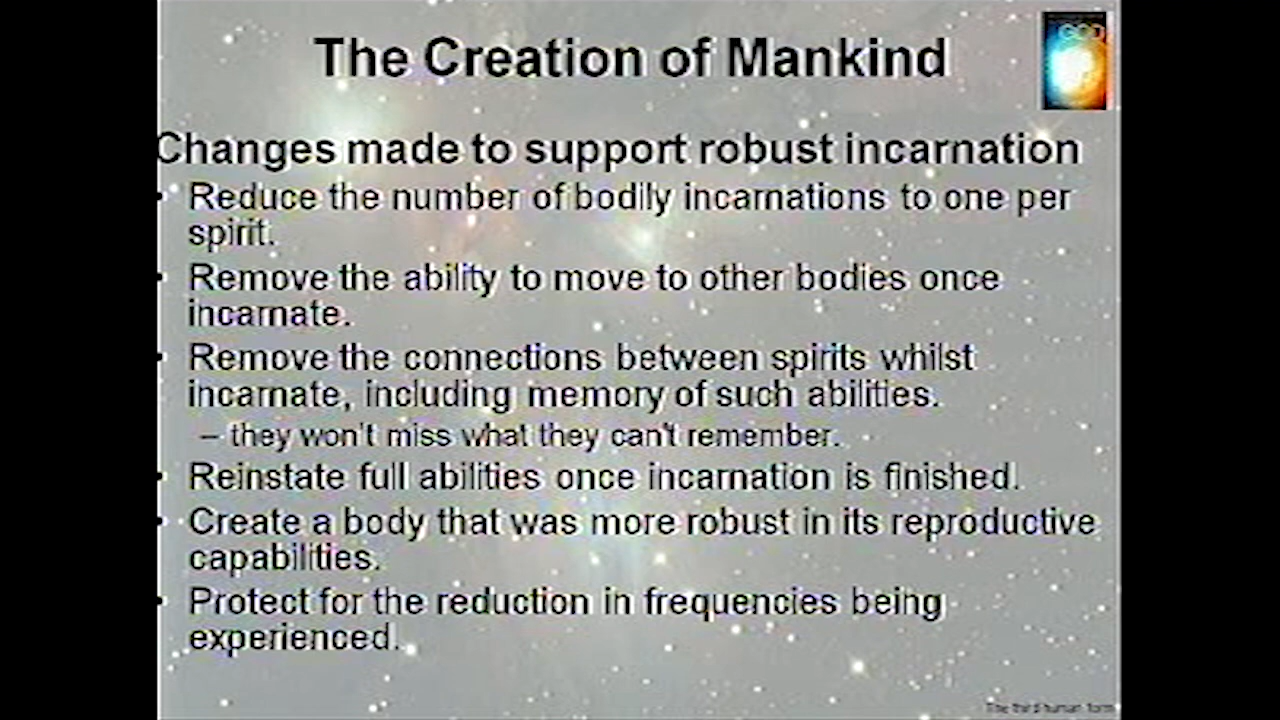 The Creation of Mankind
GOD
Changes made to support robust incarnation
• Reduce the number of bodily incarnations to one per
spirit.
• Remove the ability to move to other bodies once
incarnate.
• Remove the connections between spirits whilst
incarnate, including memory of such abilities.
– they won't miss what they can't remember.
• Reinstate full abilities once incarnation is finished.
• Create a body that was more robust in its reproductive
capabilities.
• Protect for the reduction in frequencies being
experienced.
The third human form